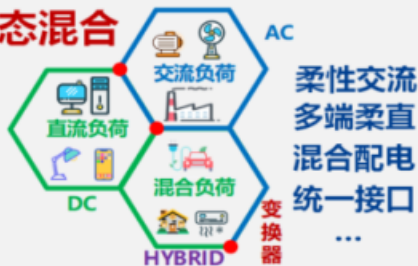 态混合
AC
交流负荷
直流负荷
DC
混合负荷
HYBRID
变换器
柔性交流
多端柔直
混合配电
统一接口
...